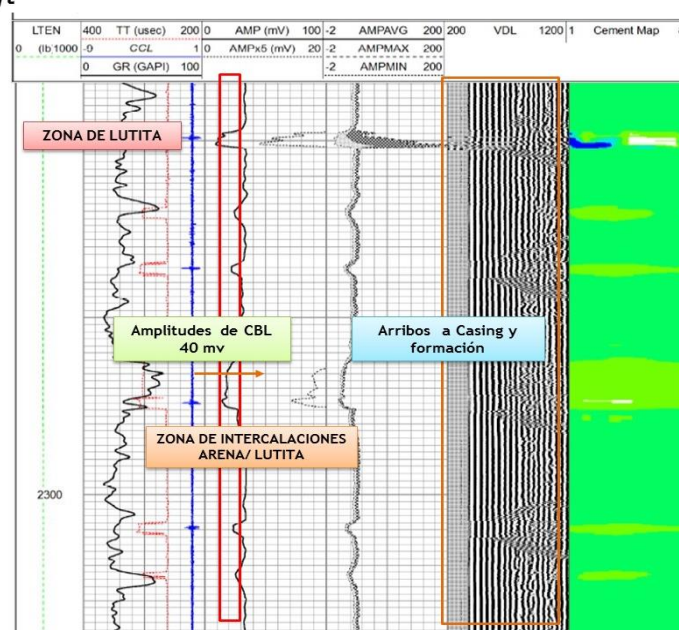 LTEN
400 TT (usec) 200
0 AMP (mV) 100
-2 AMPAVG 200
200 VDL 1200
1 Cement Map
0 (lb) 1000
-9 CCL 1
0 AMPx5 (mV) 20
-2 AMPMAX 200
0 GR (GAPI) 100
-2 AMPMIN 200
ZONA DE LUTITA
Amplitudes de CBL
40 mv
Arribos a Casing y
formación
ZONA DE INTERCALACIONES
ARENA/ LUTITA
2300